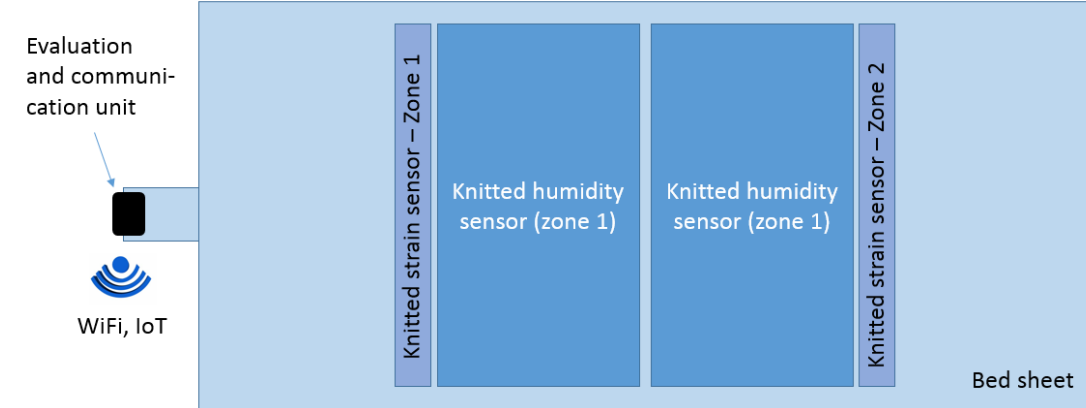 Evaluation
and communi-
cation unit
WiFi, IoT
Knitted strain sensor – Zone 1
Knitted humidity
sensor (zone 1)
Knitted humidity
sensor (zone 1)
Knitted strain sensor – Zone 2
Bed sheet